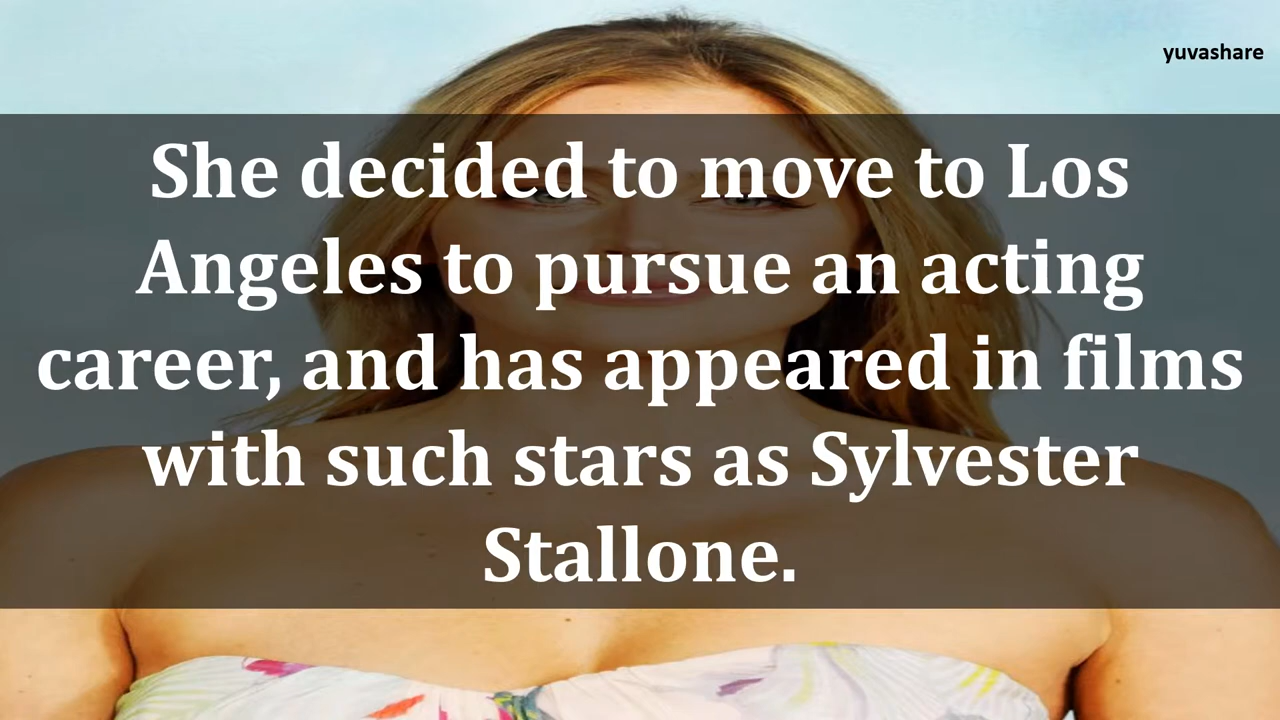 yuvashare
She decided to move to Los
Angeles to pursue an acting
career, and has appeared in films
with such stars as Sylvester
Stallone.